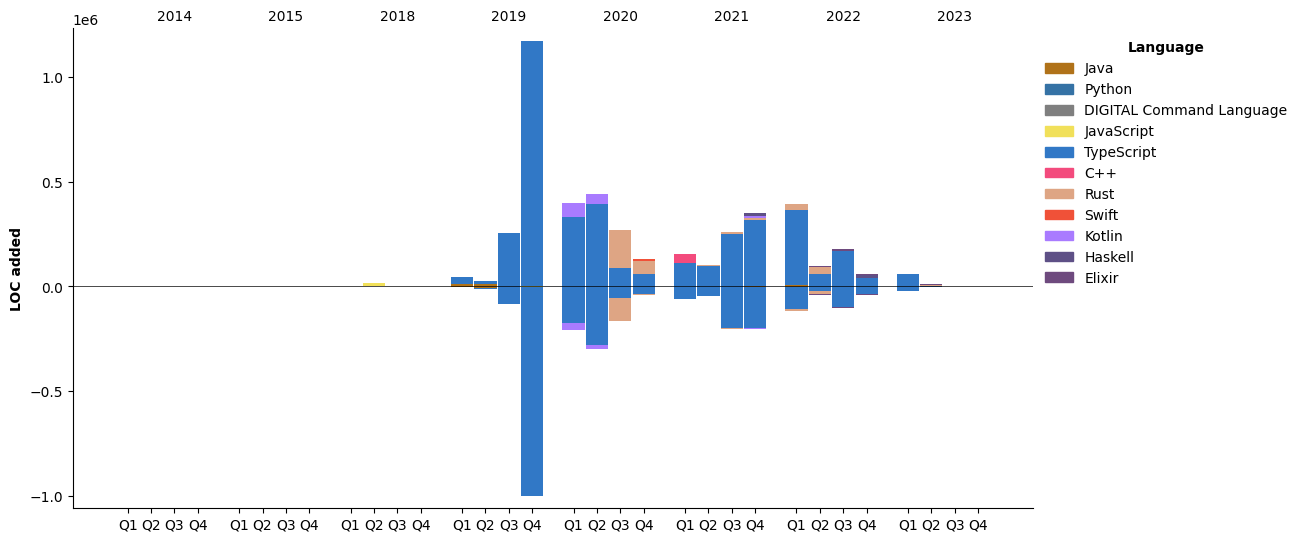 2014 2015 2018 2019 2020 2021 2022 2023
1e6
1.0
0.5
0.0
−0.5
−1.0
LOC added
Q1 Q2 Q3 Q4 Q1 Q2 Q3 Q4 Q1 Q2 Q3 Q4 Q1 Q2 Q3 Q4 Q1 Q2 Q3 Q4 Q1 Q2 Q3 Q4 Q1 Q2 Q3 Q4 Q1 Q2 Q3 Q4
Language
Java
Python
DIGITAL Command Language
JavaScript
TypeScript
C++
Rust
Swift
Kotlin
Haskell
Elixir